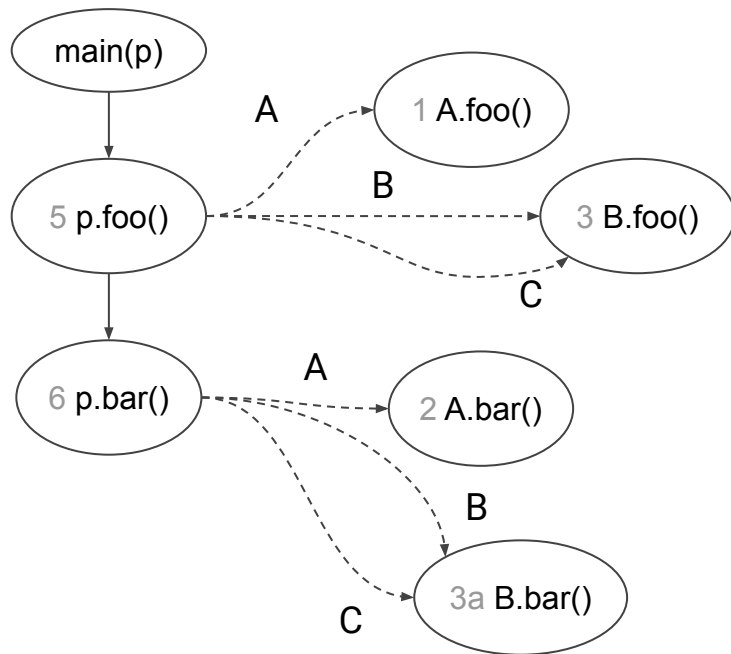 main(p)
A
1 A.foo()
5 p.foo()
B
3 B.foo()
C
6 p.bar()
A
2 A.bar()
B
3a B.bar()
C